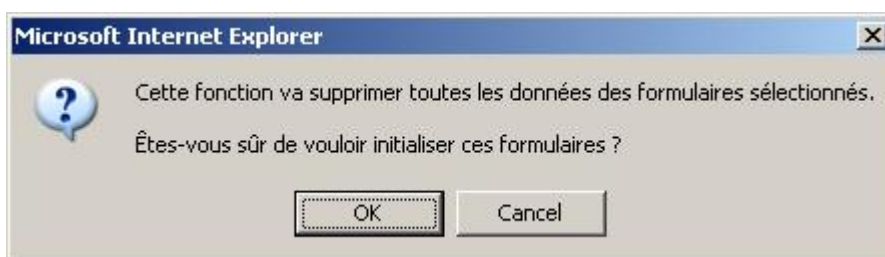 Microsoft Internet Explorer
Cette fonction va supprimer toutes les données des formulaires sélectionnés.
Êtes-vous sûr de vouloir initialiser ces formulaires ?
OK Cancel